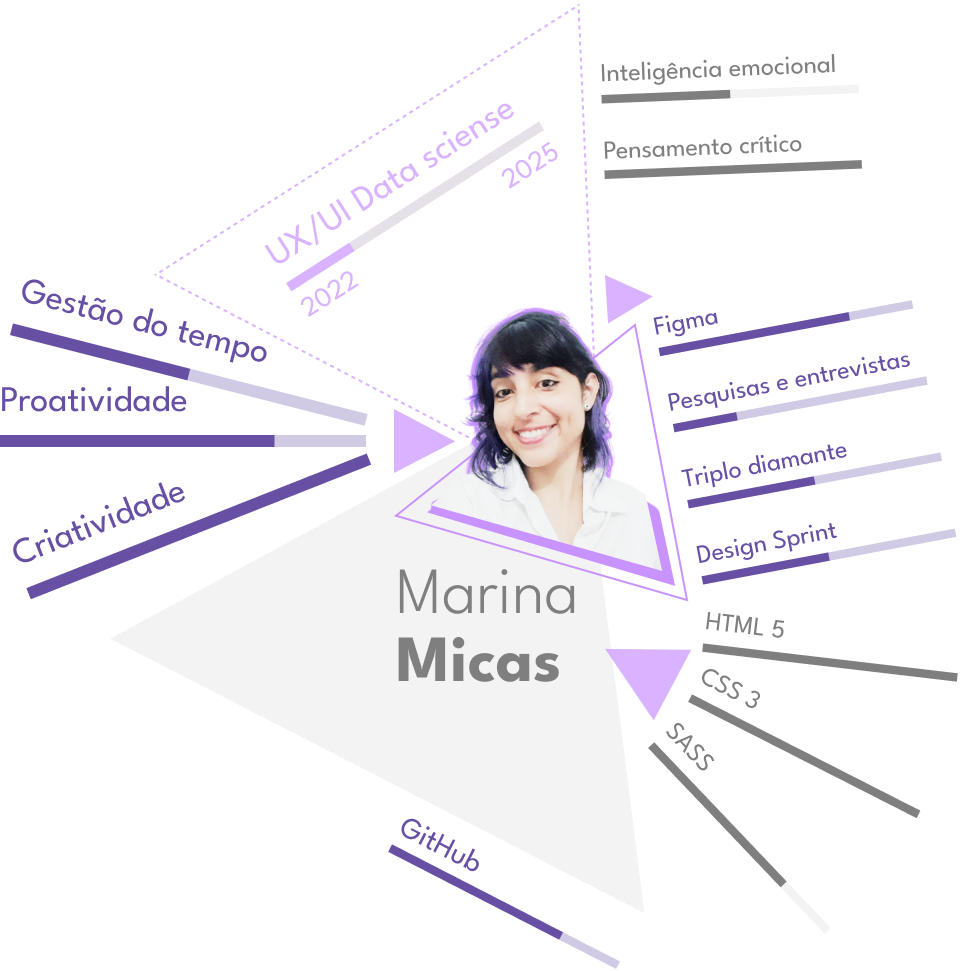 Inteligência emocional
Pensamento crítico
UX/UI Data sciense
2025
2022
Gestão do tempo
Proatividade
Criatividade
Figma
Pesquisas e entrevistas
Triplo diamante
Design Sprint
Marina
Micas
HTML 5
CSS 3
SASS
GitHub